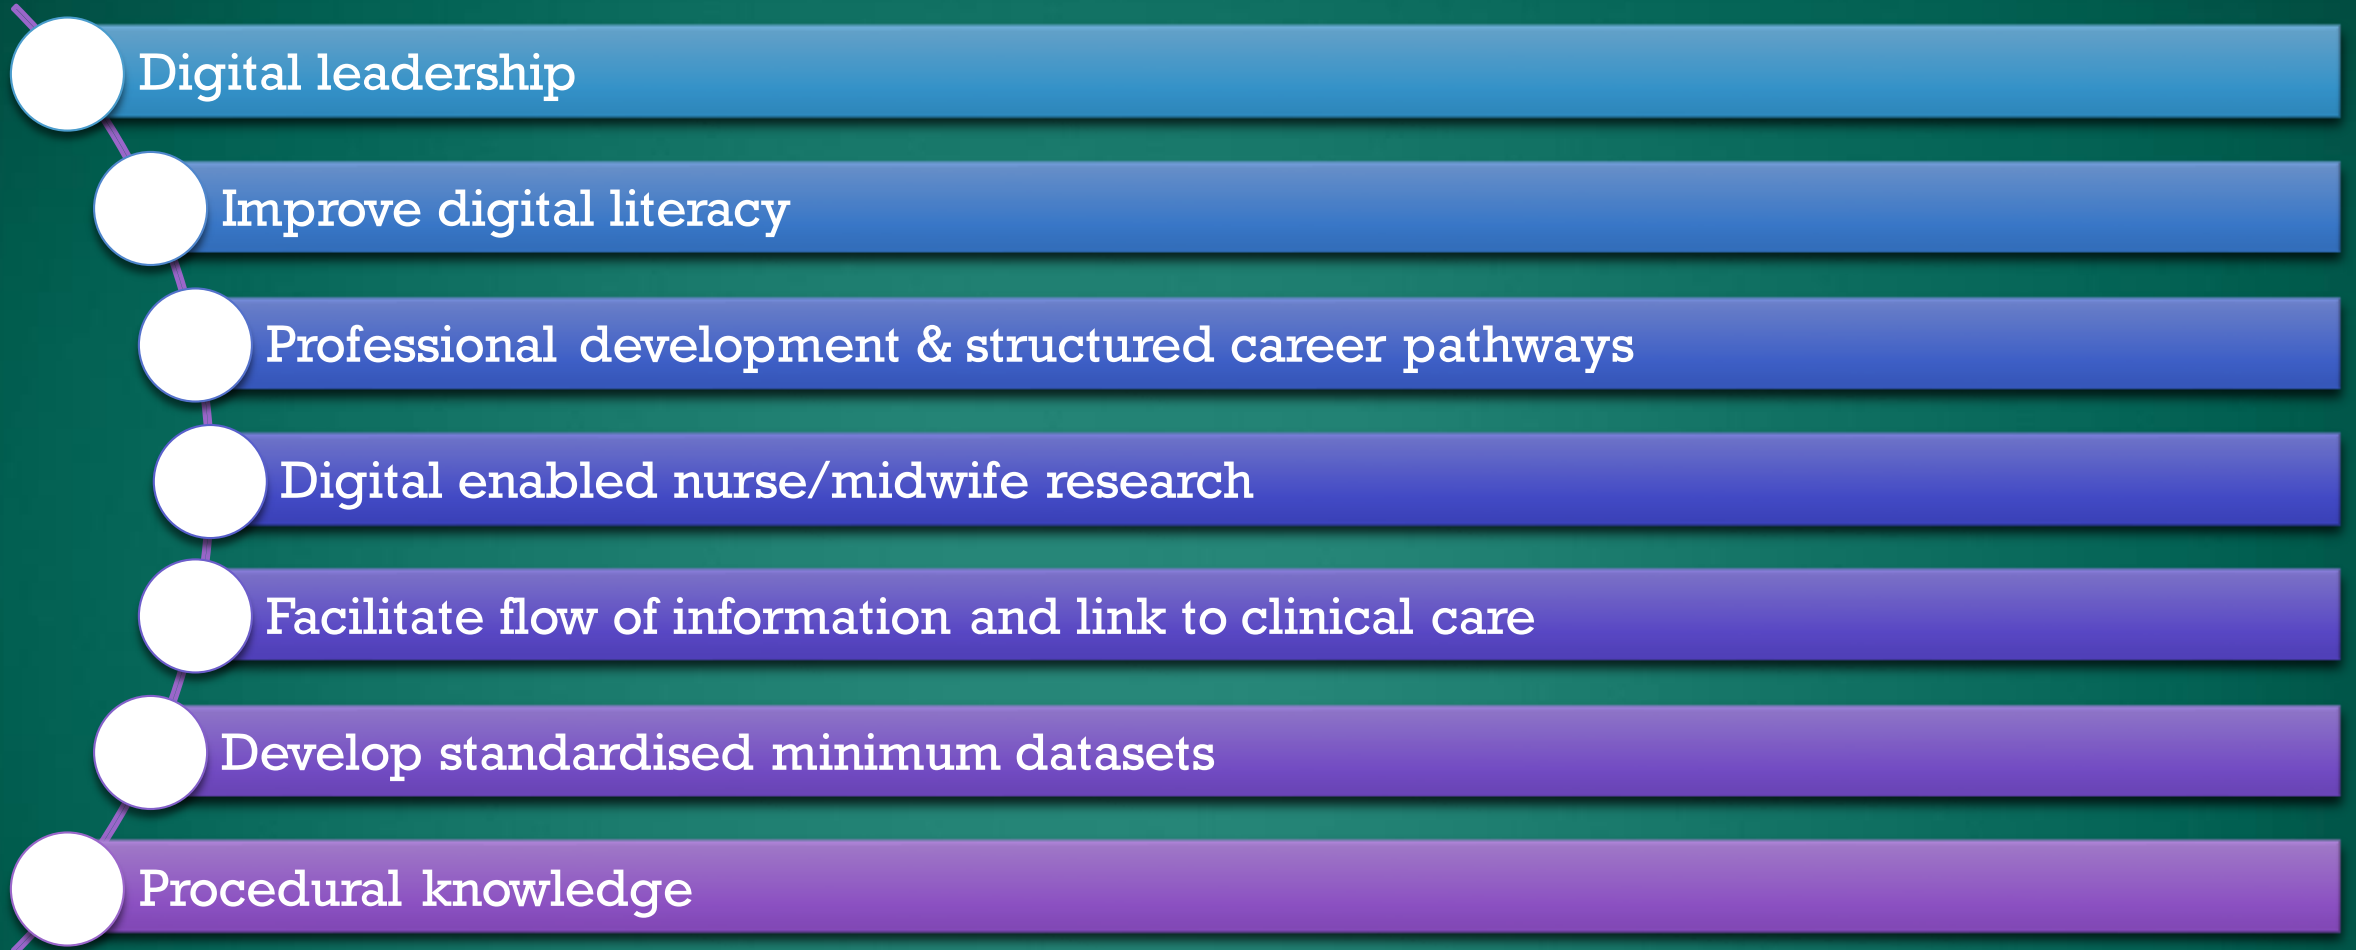 Digital leadership
Improve digital literacy
Professional development & structured career pathways
Digital enabled nurse/midwife research
Facilitate flow of information and link to clinical care
Develop standardised minimum datasets
Procedural knowledge